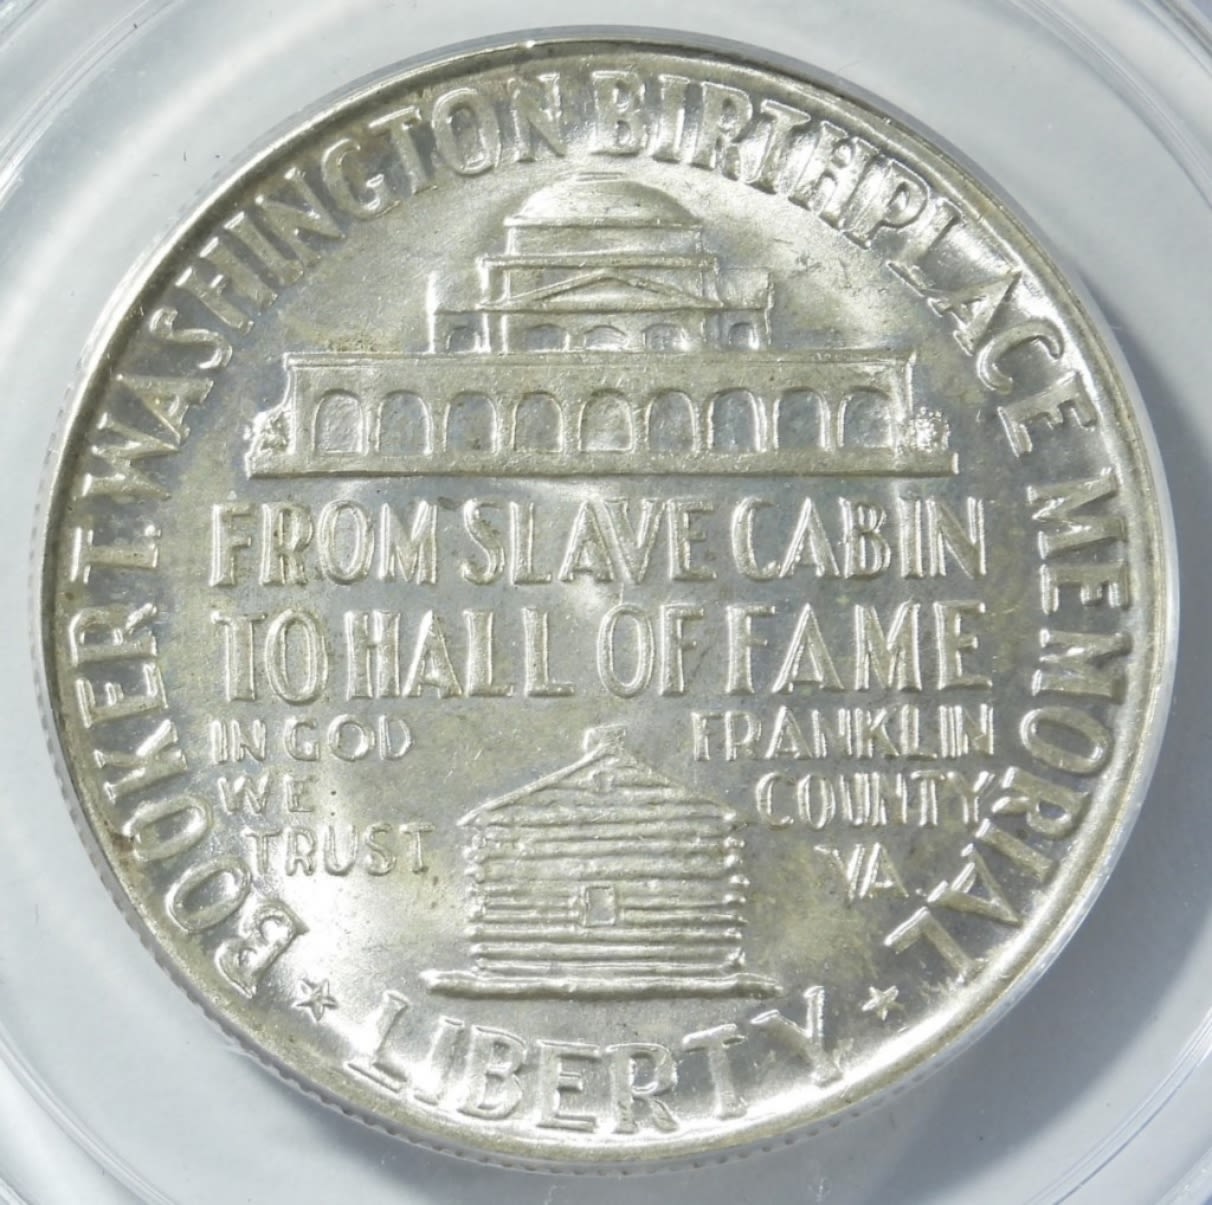 BOOKER T. WASHINGTON BIRTHPLACE MEMORIAL
FROM SLAVE CABIN
TO HALL OF FAME
IN GOD
WE
TRUST
FRANKLIN
COUNTY
VA.
LIBERTY